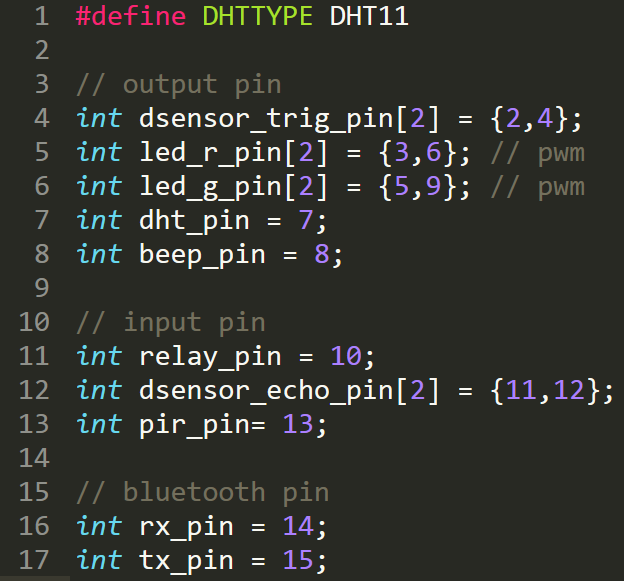 1 #define DHTTYPE DHT11
2
3 // output pin
4 int dsensor_trig_pin[2] = {2,4};
5 int led_r_pin[2] = {3,6}; // pwm
6 int led_g_pin[2] = {5,9}; // pwm
7 int dht_pin = 7;
8 int beep_pin = 8;
9
10 // input pin
11 int relay_pin = 10;
12 int dsensor_echo_pin[2] = {11,12};
13 int pir_pin= 13;
14
15 // bluetooth pin
16 int rx_pin = 14;
17 int tx_pin = 15;